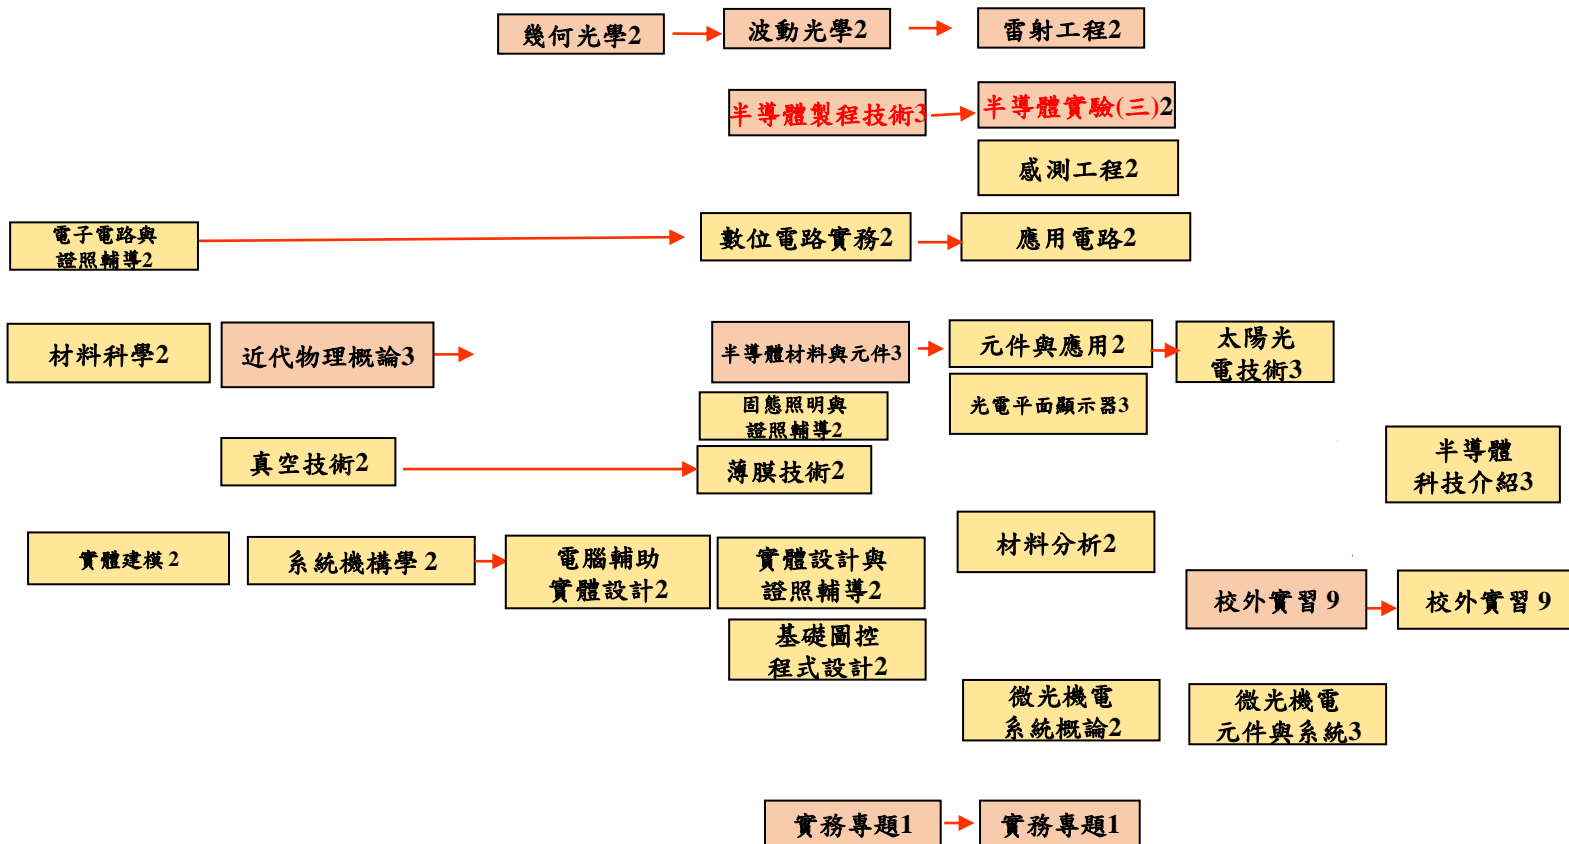 幾何光學2
波動光學2
雷射工程2
半導體製程技術3
半導體實驗(三)2
感測工程2
電子電路與
證照輔導2
數位電路實務2
應用電路2
材料科學2
近代物理概論3
半導體材料與元件3
元件與應用2
太陽光
電技術3
固態照明與
證照輔導2
光電平面顯示器3
真空技術2
薄膜技術2
半導體
科技介紹3
實體建模 2
系統機構學 2
電腦輔助
實體設計2
實體設計與
證照輔導2
材料分析2
校外實習 9
校外實習 9
基礎圖控
程式設計2
微光機電
系統概論2
微光機電
元件與系統3
實務專題1
實務專題1